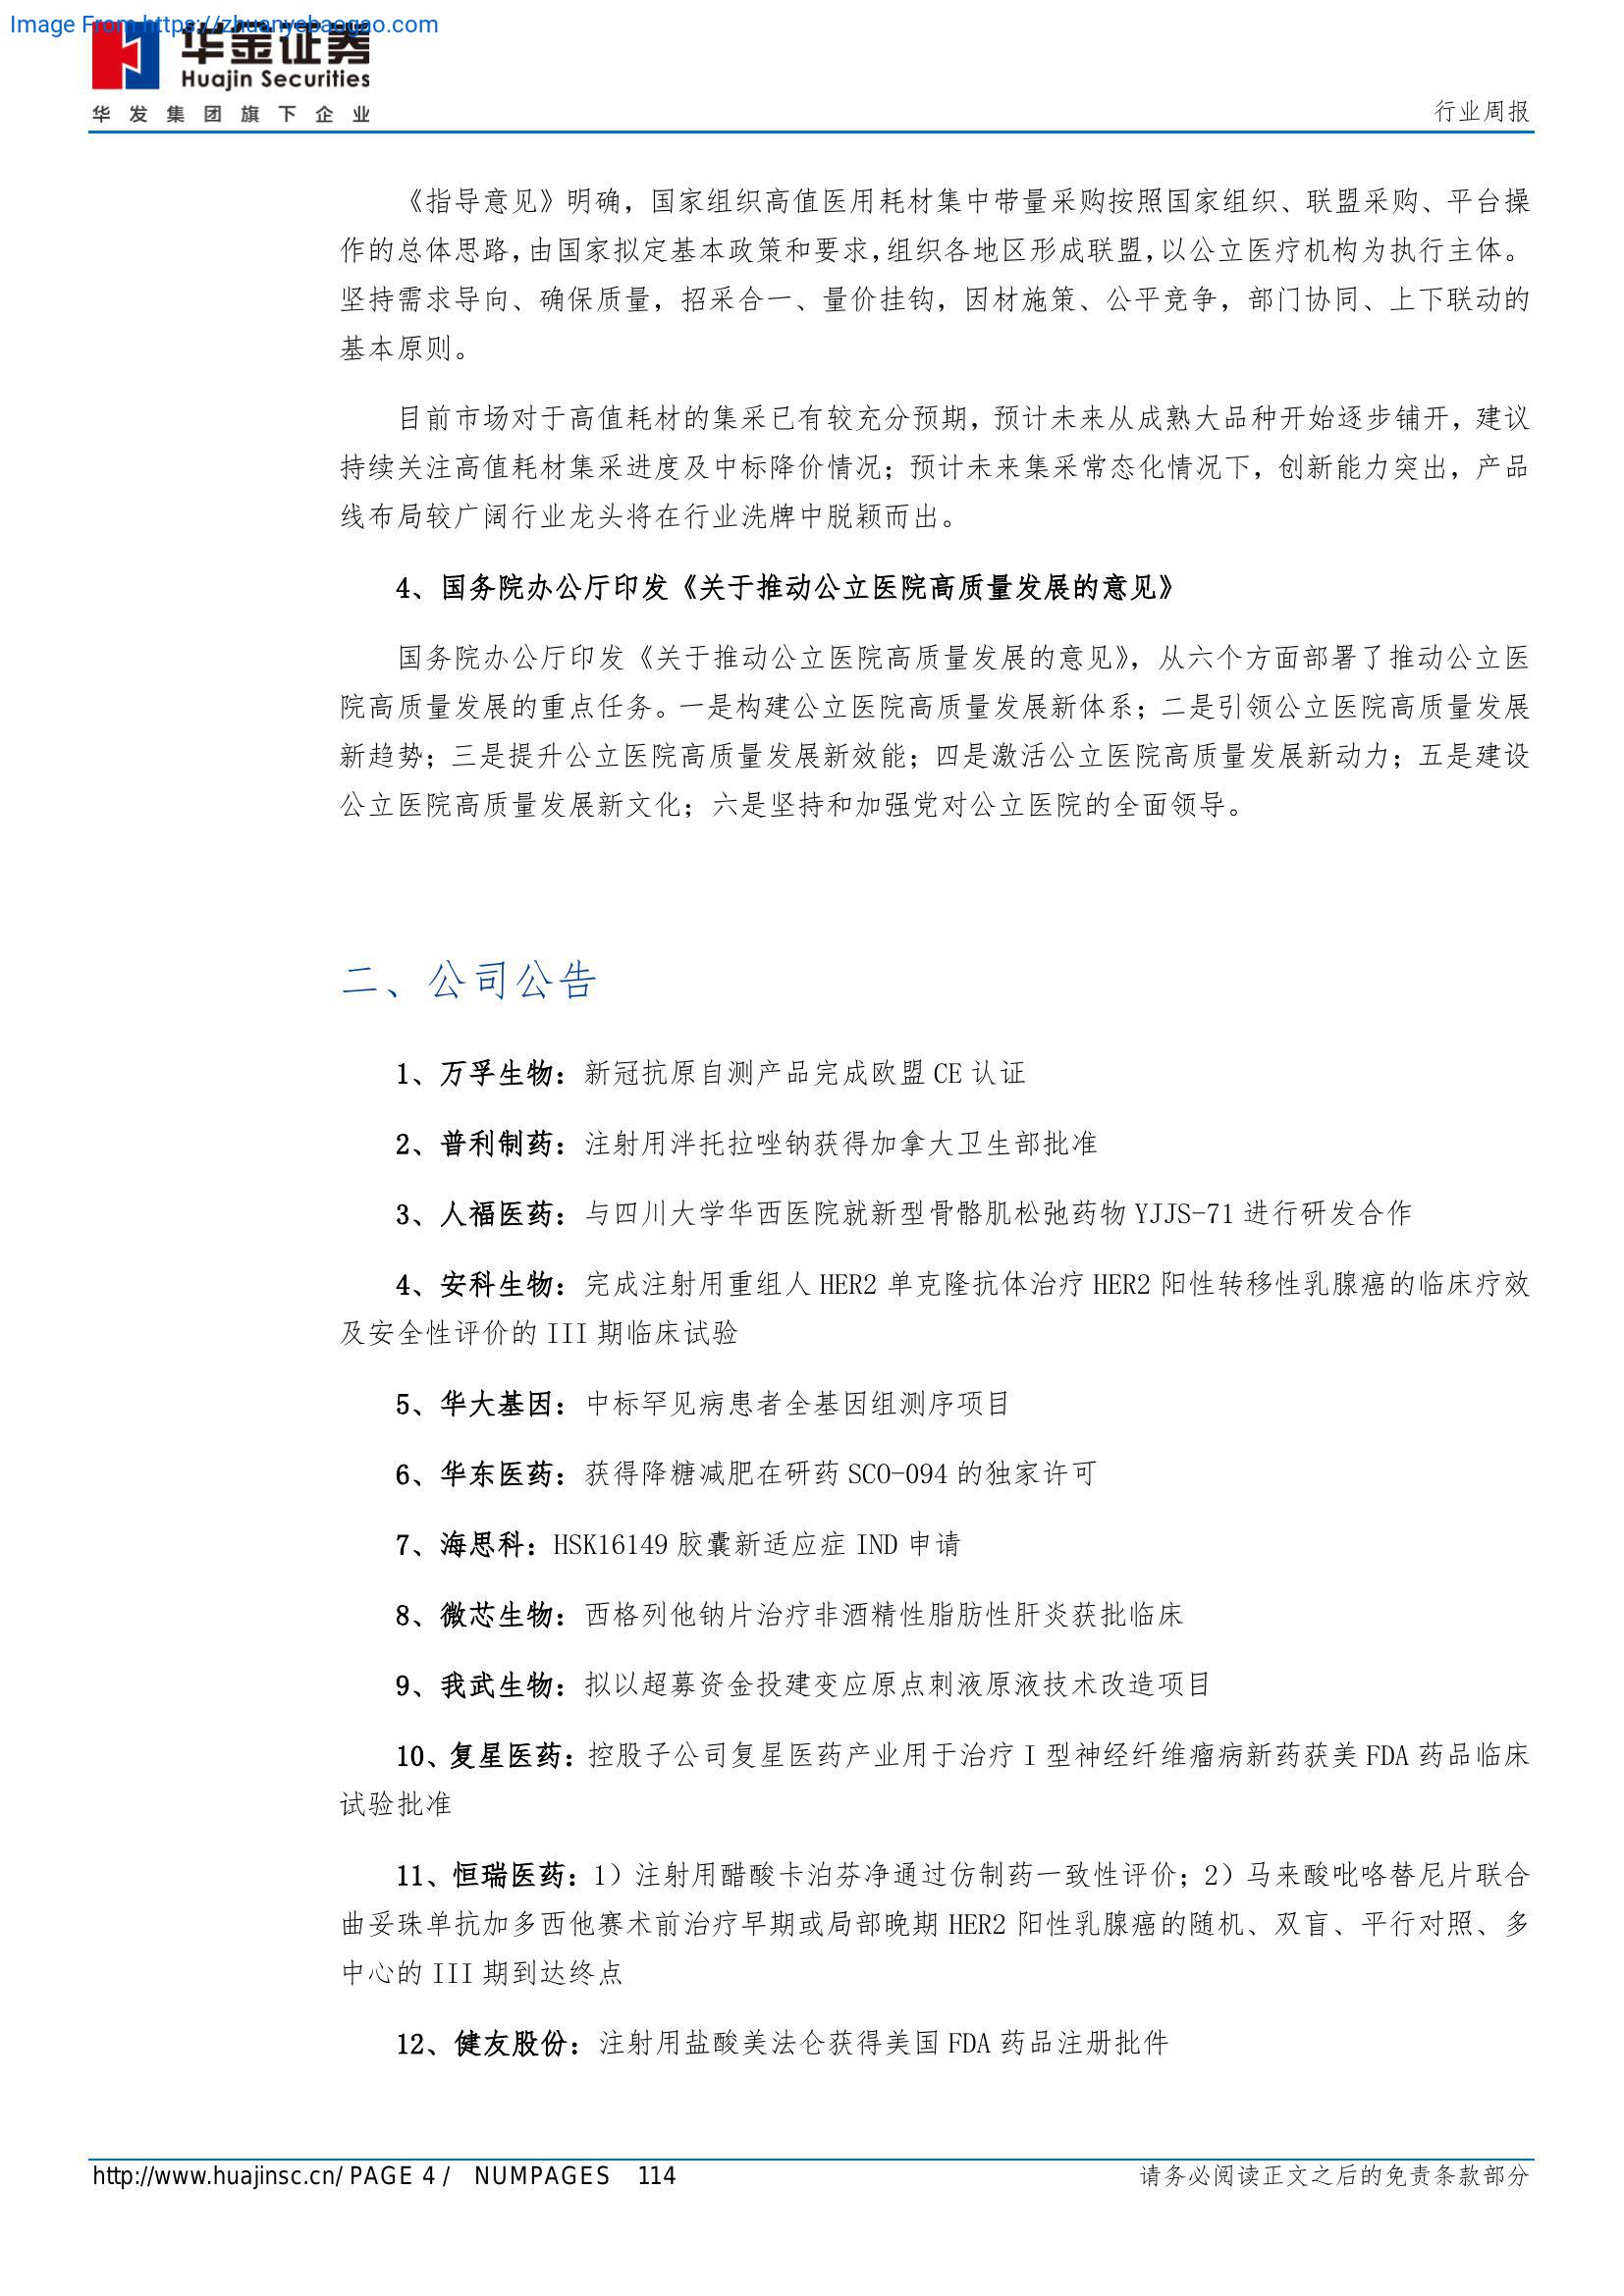 Image From https://zhuanyebaogao.com
华金证券
Huajin Securities
华发集团旗下企业
行业周报
《指导意见》明确，国家组织高值医用耗材集中带量采购按照国家组织、联盟采购、平台操
作的总体思路，由国家拟定基本政策和要求，组织各地区形成联盟，以公立医疗机构为执行主体。
坚持需求导向、确保质量，招采合一、量价挂钩，因材施策、公平竞争，部门协同、上下联动的
基本原则。
目前市场对于高值耗材的集采已有较充分预期，预计未来从成熟大品种开始逐步铺开，建议
持续关注高值耗材集采进度及中标降价情况；预计未来集采常态化情况下，创新能力突出，产品
线布局较广阔行业龙头将在行业洗牌中脱颖而出。
4、国务院办公厅印发《关于推动公立医院高质量发展的意见》
国务院办公厅印发《关于推动公立医院高质量发展的意见》，从六个方面部署了推动公立医
院高质量发展的重点任务。一是构建公立医院高质量发展新体系；二是引领公立医院高质量发展
新趋势；三是提升公立医院高质量发展新效能；四是激活公立医院高质量发展新动力；五是建设
公立医院高质量发展新文化；六是坚持和加强党对公立医院的全面领导。
二、公司公告
1、万孚生物：新冠抗原自测产品完成欧盟 CE 认证
2、普利制药：注射用泮托拉唑钠获得加拿大卫生部批准
3、人福医药：与四川大学华西医院就新型骨骼肌松弛药物 YJJS-71 进行研发合作
4、安科生物：完成注射用重组人 HER2 单克隆抗体治疗 HER2 阳性转移性乳腺癌的临床疗效
及安全性评价的 III 期临床试验
5、华大基因：中标罕见病患者全基因组测序项目
6、华东医药：获得降糖减肥在研药 SCO-094 的独家许可
7、海思科：HSK16149 胶囊新适应症 IND 申请
8、微芯生物：西格列他钠片治疗非酒精性脂肪性肝炎获批临床
9、我武生物：拟以超募资金投建变应原点刺液原液技术改造项目
10、复星医药：控股子公司复星医药产业用于治疗 I 型神经纤维瘤病新药获美 FDA 药品临床
试验批准
11、恒瑞医药：1）注射用醋酸卡泊芬净通过仿制药一致性评价；2）马来酸吡咯替尼片联合
曲妥珠单抗加多西他赛术前治疗早期或局部晚期 HER2 阳性乳腺癌的随机、双盲、平行对照、多
中心的 III 期到达终点
12、健友股份：注射用盐酸美法仑获得美国 FDA 药品注册批件
http://www.huajinsc.cn/ PAGE 4 / NUMPAGES 114
请务必阅读正文之后的免责条款部分